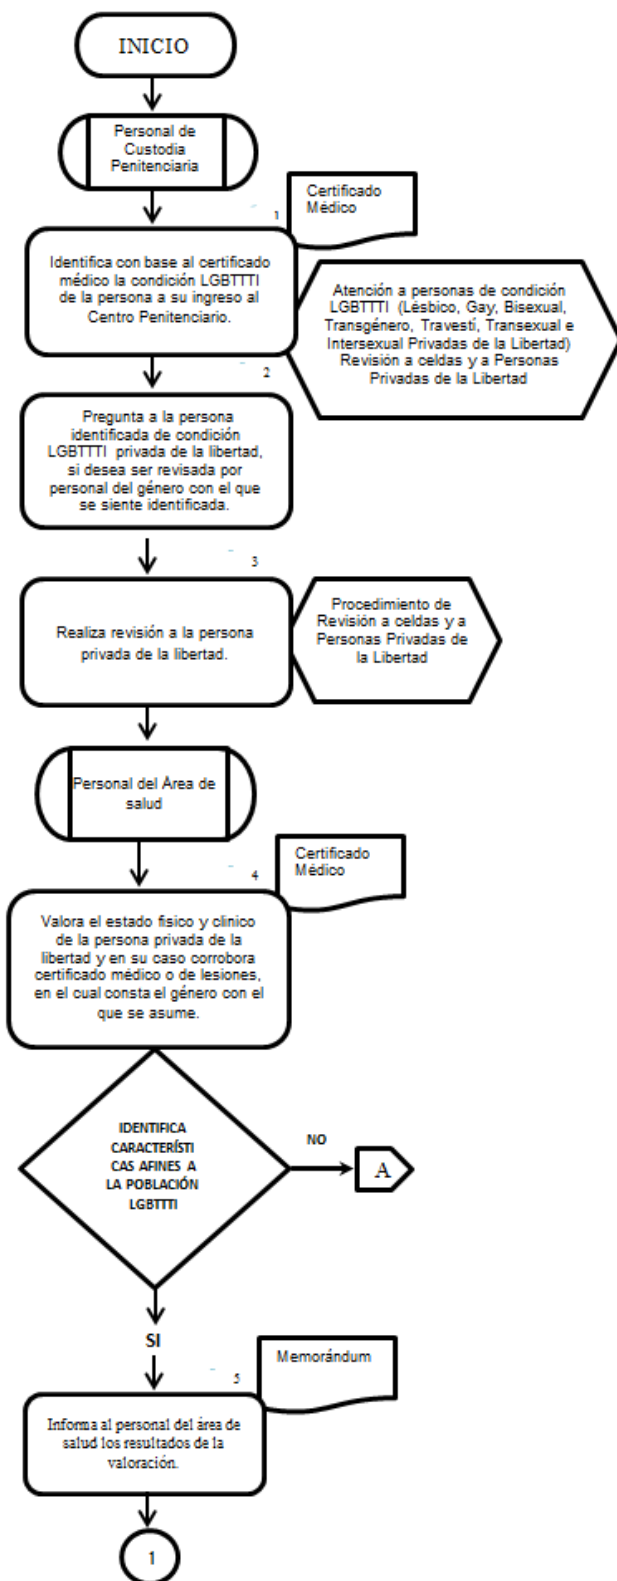 INICIO
Personal de
Custodia
Penitenciaria
1
Certificado
Médico
Identifica con base al certificado
médico la condición LGBTTTI
de la persona a su ingreso al
Centro Penitenciario.
Atención a personas de condición
LGBTTTI (Lésbico, Gay, Bisexual,
Transgénero, Travestí, Transexual e
Intersexual Privadas de la Libertad)
Revisión a celdas y a Personas
Privadas de la Libertad
2
Pregunta a la persona
identificada de condición
LGBTTTI privada de la libertad,
si desea ser revisada por
personal del género con el que
se siente identificada.
3
Realiza revisión a la persona
privada de la libertad.
Procedimiento de
Revisión a celdas y a
Personas Privadas de
la Libertad
Personal del Área de
salud
4
Certificado
Médico
Valora el estado fisico y clinico
de la persona privada de la
libertad y en su caso corrobora
certificado médico o de lesiones,
en el cual consta el género con el
que se asume.
IDENTIFICA
CARACTERÍSTI
CAS AFINES A
LA POBLACIÓN
LGBTTTI
NO
A
SI
5
Memorándum
Informa al personal del área de
salud los resultados de la
valoración.
1